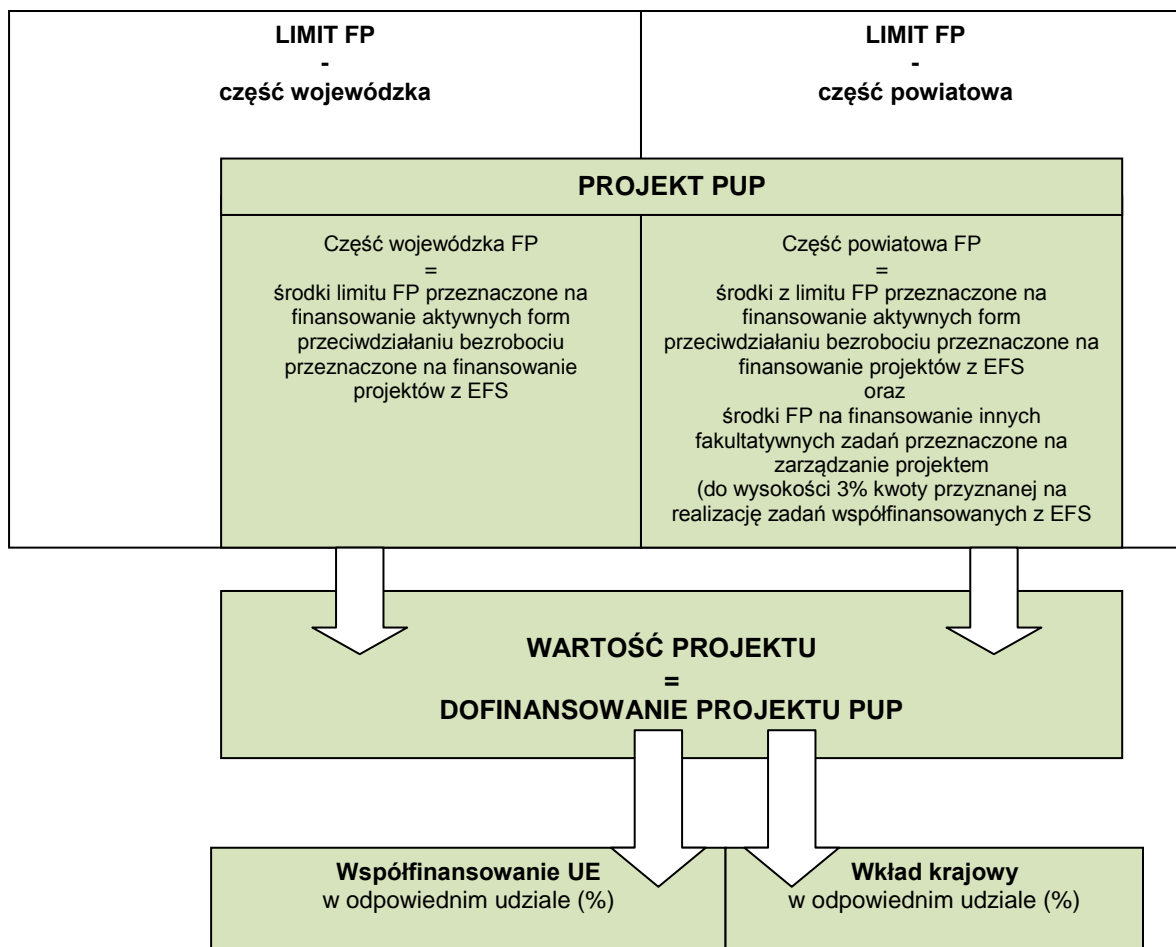 LIMIT FP
-
część wojewódzka
LIMIT FP
-
część powiatowa
PROJEKT PUP
Część wojewódzka FP
=
środki limitu FP przeznaczone na
finansowanie aktywnych form
przeciwdziałaniu bezrobociu
przeznaczone na finansowanie
projektów z EFS
Część powiatowa FP
=
środki z limitu FP przeznaczone na
finansowanie aktywnych form
przeciwdziałaniu bezrobociu przeznaczone na
finansowanie projektów z EFS
oraz
środki FP na finansowanie innych
fakultatywnych zadań przeznaczone na
zarządzanie projektem
(do wysokości 3% kwoty przyznanej na
realizację zadań współfinansowanych z EFS
WARTOŚĆ PROJEKTU
=
DOFINANSOWANIE PROJEKTU PUP
Współfinansowanie UE
w odpowiednim udziale (%)
Wkład krajowy
w odpowiednim udziale (%)